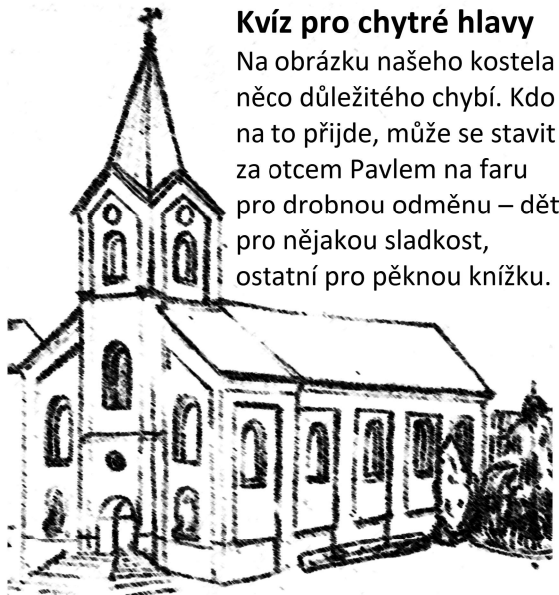 Kvíz pro chytré hlavy
Na obrázku našeho kostela
něco důležitého chybí. Kdo
na to přijde, může se stavit
za otcem Pavlem na faru
pro drobnou odměnu – dět
pro nějakou sladkost,
ostatní pro pěknou knížku.